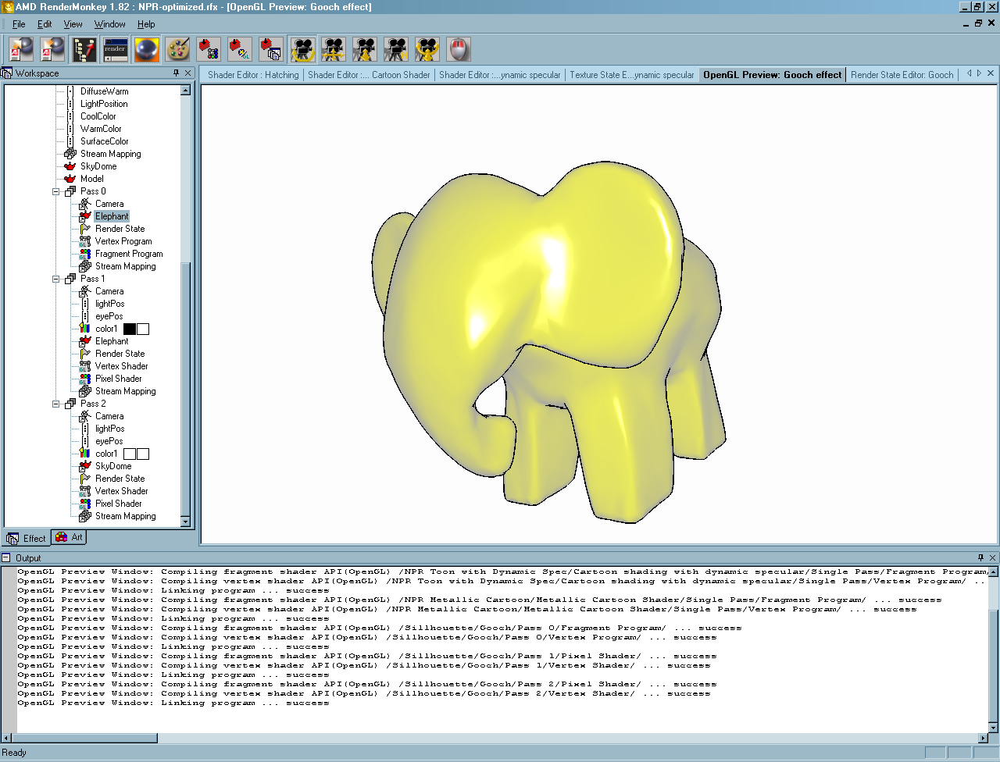 AMD RenderMonkey 1.82 : NPR-optimized.rfx - [OpenGL Preview: Gooch effect]
File Edit View Window Help
render
Workspace
Shader Editor : Hatching
Shader Editor :... Cartoon Shader
Shader Editor :...ynamic specular
Texture State E...ynamic specular
OpenGL Preview: Gooch effect
Render State Editor: Gooch
DiffuseWarm
LightPosition
CoolColor
WarmColor
SurfaceColor
Stream Mapping
SkyDome
Model
Pass 0
Camera
Elephant
Render State
Vertex Program
Fragment Program
Stream Mapping
Pass 1
Camera
lightPos
eyePos
color1
Elephant
Render State
Vertex Shader
Pixel Shader
Stream Mapping
Pass 2
Camera
lightPos
eyePos
color1
SkyDome
Render State
Vertex Shader
Pixel Shader
Stream Mapping
Effect
Art
Output
OpenGL Preview Window: Compiling fragment shader API(OpenGL) /NPR Toon with Dynamic Spec/Cartoon shading with dynamic specular/Single Pass/Fragment Program
OpenGL Preview Window: Compiling vertex shader API(OpenGL) /NPR Toon with Dynamic Spec/Cartoon shading with dynamic specular/Single Pass/Vertex Program/ ...
OpenGL Preview Window: Linking program ... success
OpenGL Preview Window: Compiling fragment shader API(OpenGL) /NPR Metallic Cartoon/Metallic Cartoon Shader/Single Pass/Fragment Program/ ... success
OpenGL Preview Window: Compiling vertex shader API(OpenGL) /NPR Metallic Cartoon/Metallic Cartoon Shader/Single Pass/Vertex Program/ ... success
OpenGL Preview Window: Linking program ... success
OpenGL Preview Window: Compiling fragment shader API(OpenGL) /Sillhouette/Gooch/Pass 0/Fragment Program/ ... success
OpenGL Preview Window: Compiling vertex shader API(OpenGL) /Sillhouette/Gooch/Pass 0/Vertex Program/ ... success
OpenGL Preview Window: Linking program ... success
OpenGL Preview Window: Compiling fragment shader API(OpenGL) /Sillhouette/Gooch/Pass 1/Pixel Shader/ ... success
OpenGL Preview Window: Compiling vertex shader API(OpenGL) /Sillhouette/Gooch/Pass 1/Vertex Shader/ ... success
OpenGL Preview Window: Linking program ... success
OpenGL Preview Window: Compiling fragment shader API(OpenGL) /Sillhouette/Gooch/Pass 2/Pixel Shader/ ... success
OpenGL Preview Window: Compiling vertex shader API(OpenGL) /Sillhouette/Gooch/Pass 2/Vertex Shader/ ... success
OpenGL Preview Window: Linking program ... success
Ready